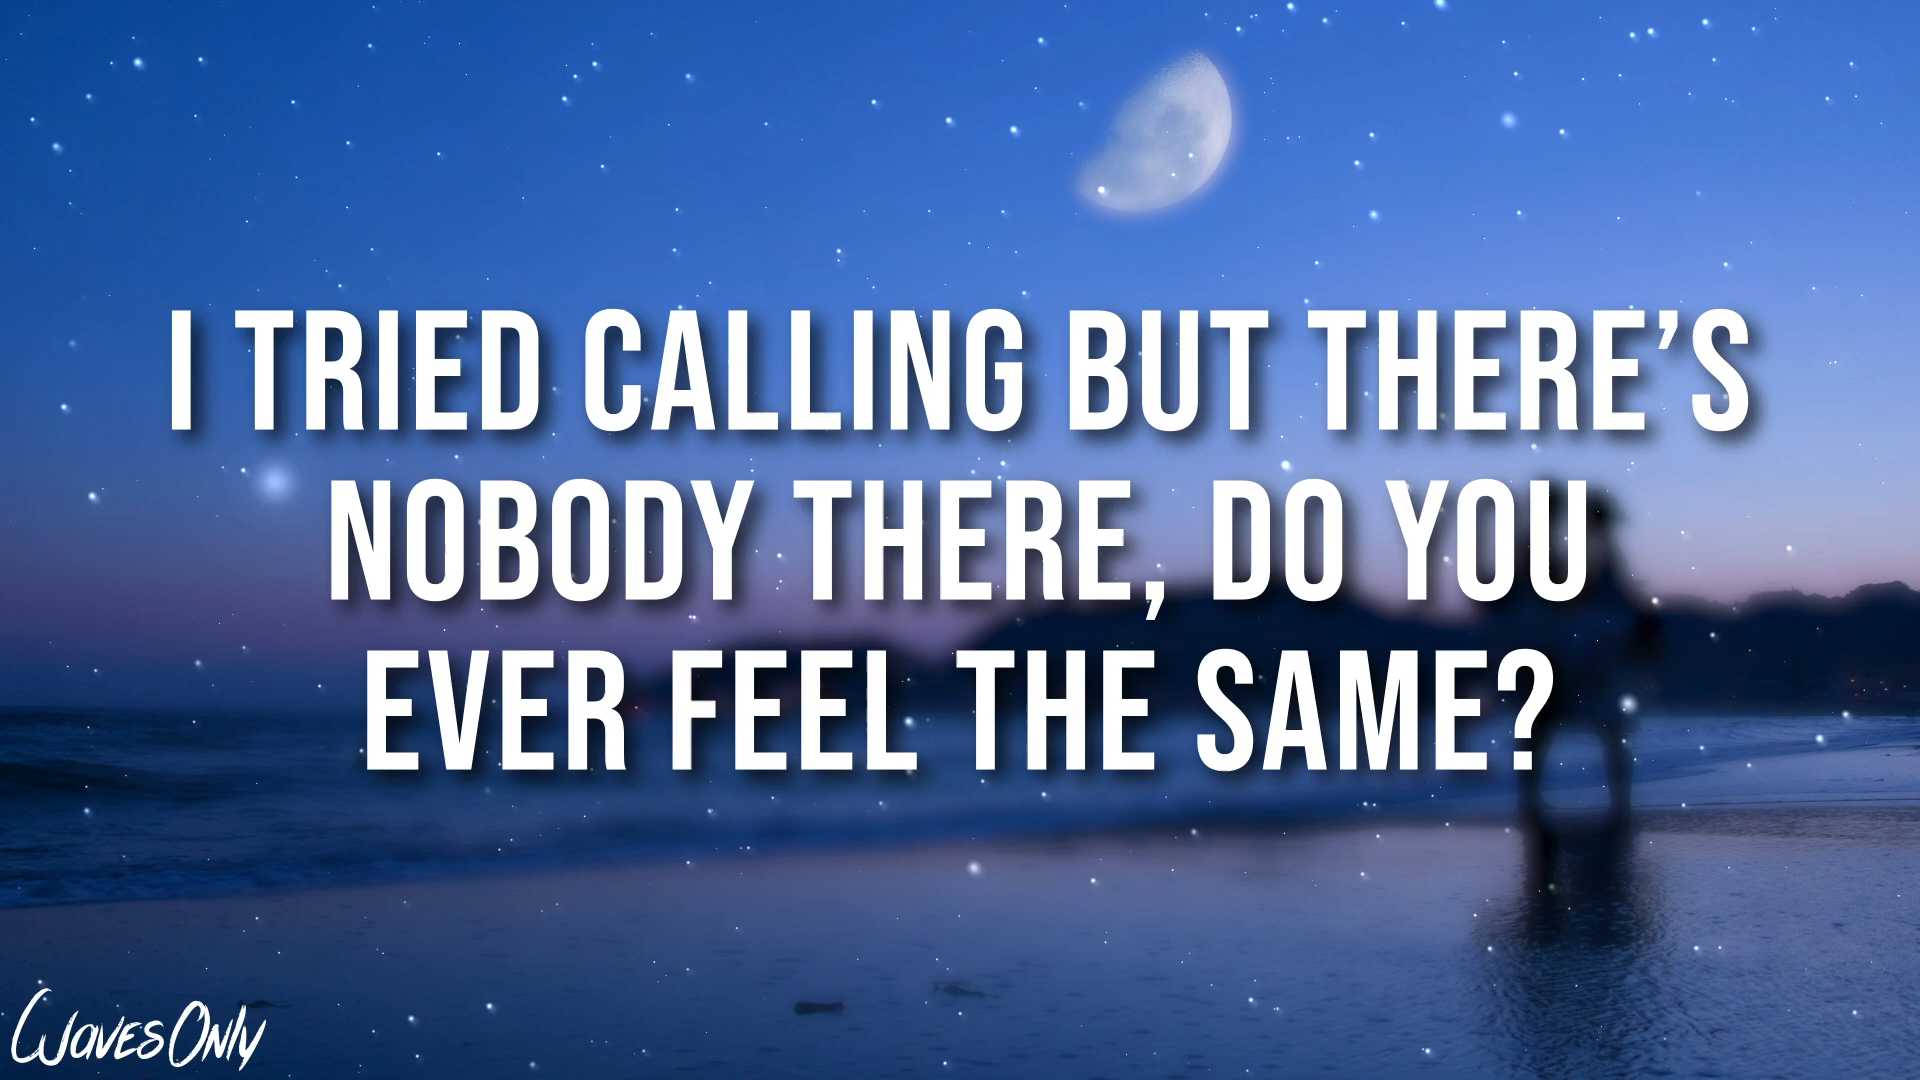 I TRIED CALLING BUT THERE’S
NOBODY THERE, DO YOU
EVER FEEL THE SAME?
WavesOnly